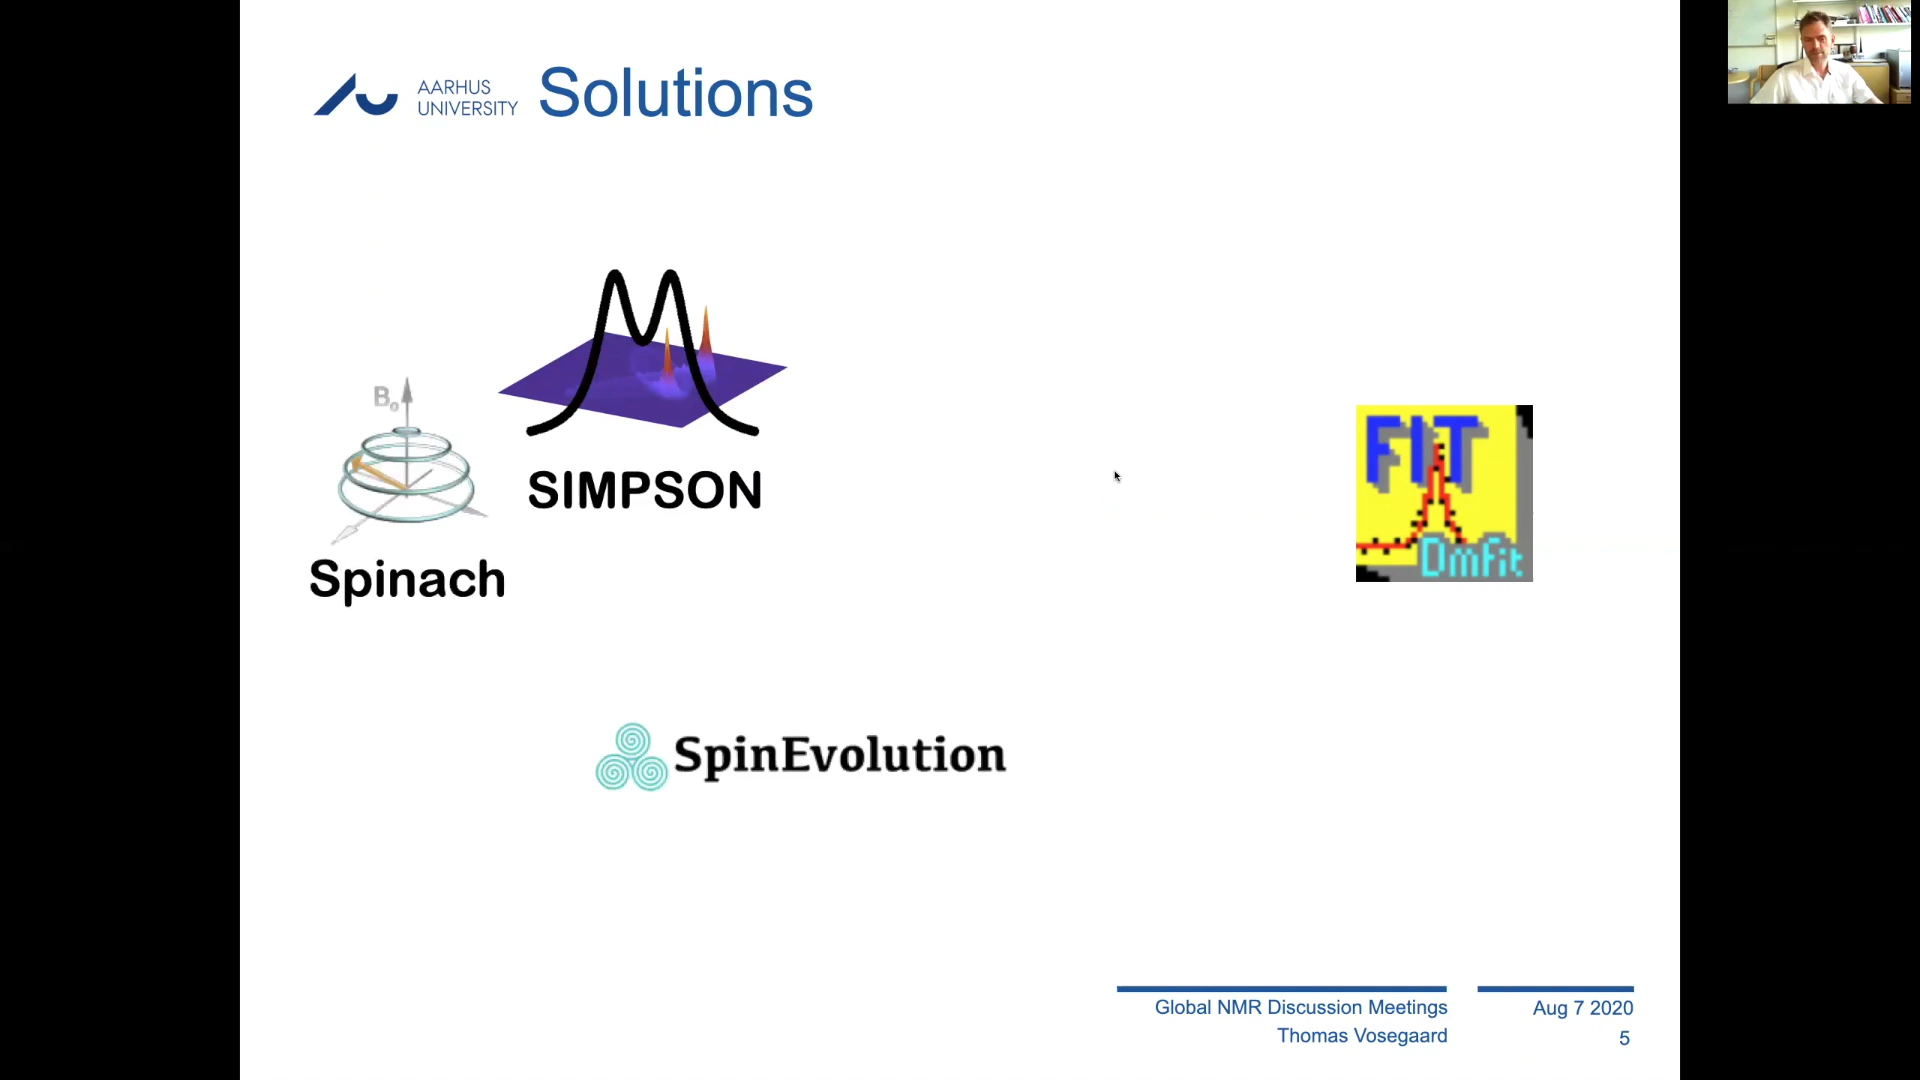 AARHUS
UNIVERSITY
Solutions
B₀
SIMPSON
Spinach
FIT
Dmfit
SpinEvolution
Global NMR Discussion Meetings
Thomas Vosegaard
Aug 7 2020
5